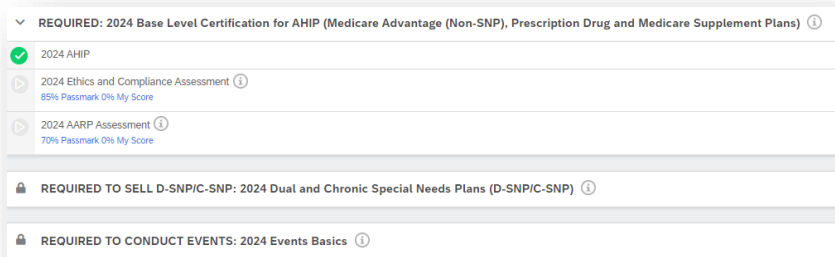 REQUIRED: 2024 Base Level Certification for AHIP (Medicare Advantage (Non-SNP), Prescription Drug and Medicare Supplement Plans)
2024 AHIP
2024 Ethics and Compliance Assessment
85% Passmark 0% My Score
2024 AARP Assessment
70% Passmark 0% My Score
REQUIRED TO SELL D-SNP/C-SNP: 2024 Dual and Chronic Special Needs Plans (D-SNP/C-SNP)
REQUIRED TO CONDUCT EVENTS: 2024 Events Basics